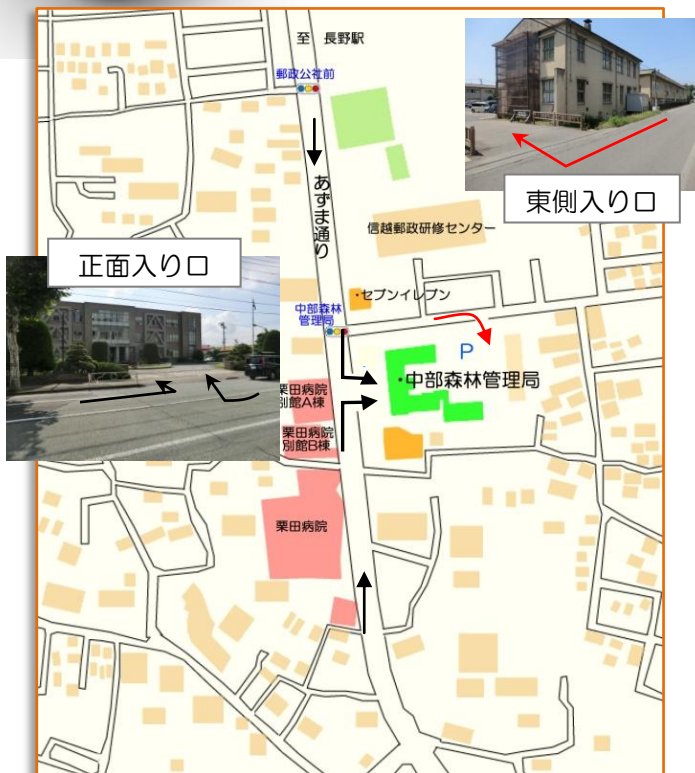 至 長野駅
郵政公社前
あずま通り
東側入り口
信越郵政研修センター
正面入り口
・セブンイレブン
中部森林
管理局
P
・中部森林管理局
栗田病院
別館A棟
栗田病院
別館B棟
栗田病院